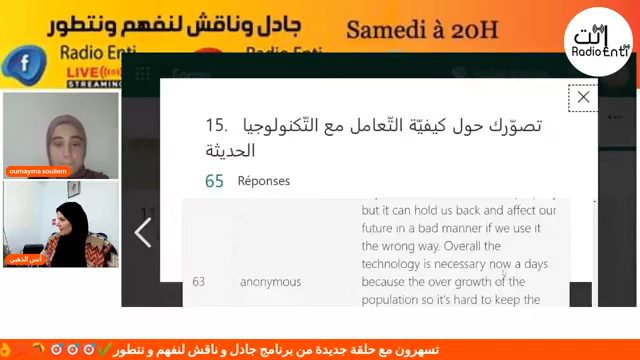 جادل وناقش لنفهم ونتطور
Samedi à 20H
Radio Enti
Radio Enti
LIVE
STREAMING
إنت
Radio Enti
15. تصوّرك حول كيفيّة التّعامل مع التّكنولوجيا
الحديثة
65 Réponses
oumayma souliem
أنس الذهبي
but it can hold us back and affect our
future in a bad manner if we use it
the wrong way. Overall the
technology is necessary now a days
63 anonymous because the over growth of the
population so it's hard to keep the
تسهرون مع حلقة جديدة من برنامج جادل و ناقش لنفهم و نتطور